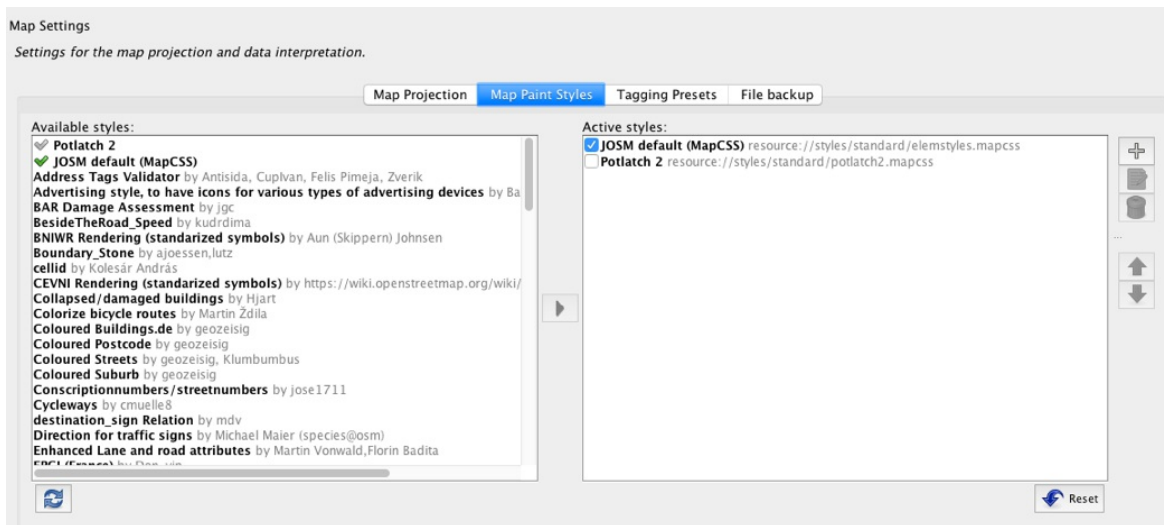 Map Settings
Settings for the map projection and data interpretation.
Map Projection Map Paint Styles Tagging Presets File backup
Available styles:
Potlatch 2
JOSM default (MapCSS)
Address Tags Validator by Antisida, CupIvan, Felis Pimeja, Zverik
Advertising style, to have icons for various types of advertising devices by Ba
BAR Damage Assessment by jgc
BesideTheRoad_Speed by kudrdima
BNIWR Rendering (standarized symbols) by Aun (Skippern) Johnsen
Boundary_Stone by ajoessen,lutz
cellid by Kolesár András
CEVNI Rendering (standarized symbols) by https://wiki.openstreetmap.org/wiki/
Collapsed/damaged buildings by Hjart
Colorize bicycle routes by Martin Ždila
Coloured Buildings.de by geozeisig
Coloured Postcode by geozeisig
Coloured Streets by geozeisig, Klumbumbus
Coloured Suburb by geozeisig
Conscriptionnumbers/streetnumbers by jose1711
Cycleways by cmuelle8
destination_sign Relation by mdv
Direction for traffic signs by Michael Maier (species@osm)
Enhanced Lane and road attributes by Martin Vonwald,Florin Badita
Active styles:
JOSM default (MapCSS) resource://styles/standard/elemstyles.mapcss
Potlatch 2 resource://styles/standard/potlatch2.mapcss
...
Reset